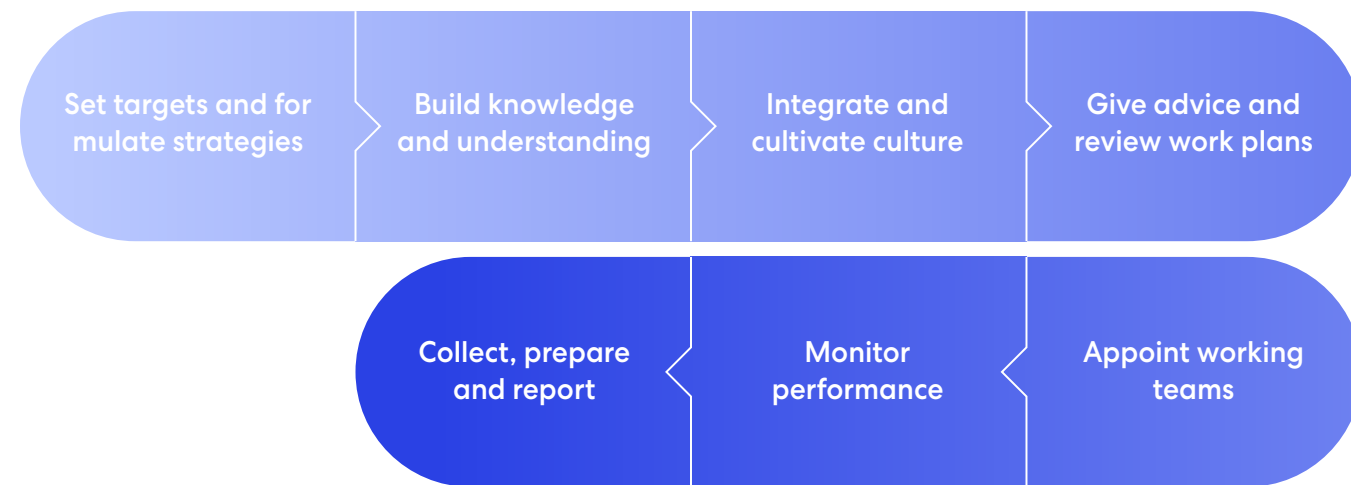 Set targets and for
mulate strategies
Build knowledge
and understanding
Integrate and
cultivate culture
Give advice and
review work plans
Appoint working
teams
Monitor
performance
Collect, prepare
and report